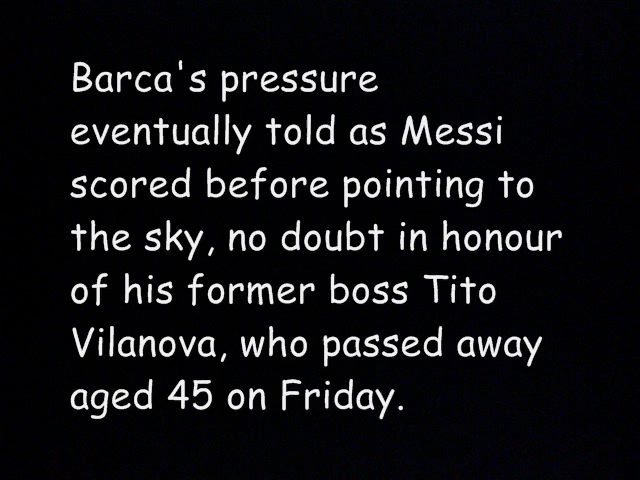 Barca's pressure
eventually told as Messi
scored before pointing to
the sky, no doubt in honour
of his former boss Tito
Vilanova, who passed away
aged 45 on Friday.